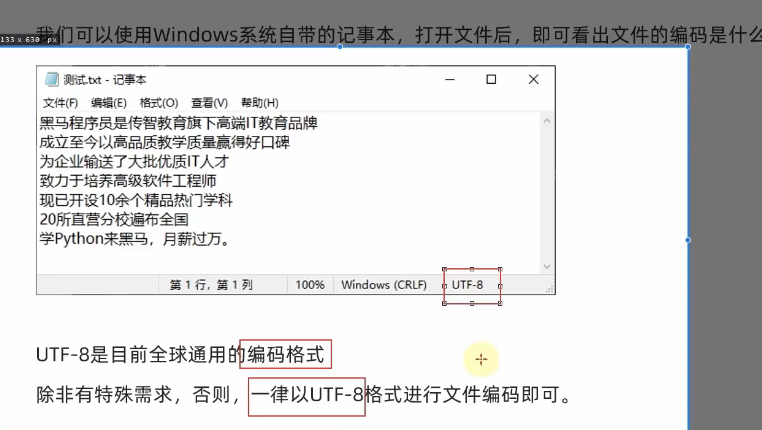 我们可以使用Windows系统自带的记事本，打开文件后，即可看出文件的编码是什么
133 x 630 px
测试.txt - 记事本
文件(F) 编辑(E) 格式(O) 查看(V) 帮助(H)
黑马程序员是传智教育旗下高端IT教育品牌
成立至今以高品质教学质量赢得好口碑
为企业输送了大批优质IT人才
致力于培养高级软件工程师
现已开设10余个精品热门学科
20所直营分校遍布全国
学Python来黑马，月薪过万。
第 1 行，第 1 列 100% Windows (CRLF) UTF-8
UTF-8是目前全球通用的编码格式
除非有特殊需求，否则，一律以UTF-8格式进行文件编码即可。